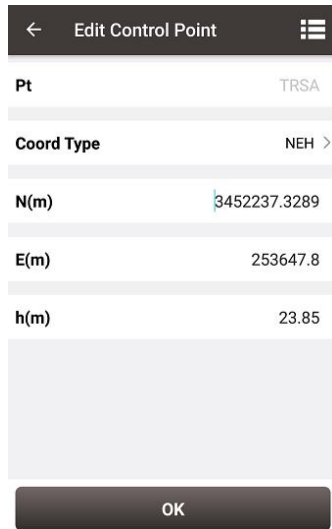 Edit Control Point
Pt TRSA
Coord Type NEH
N(m) 3452237.3289
E(m) 253647.8
h(m) 23.85
OK